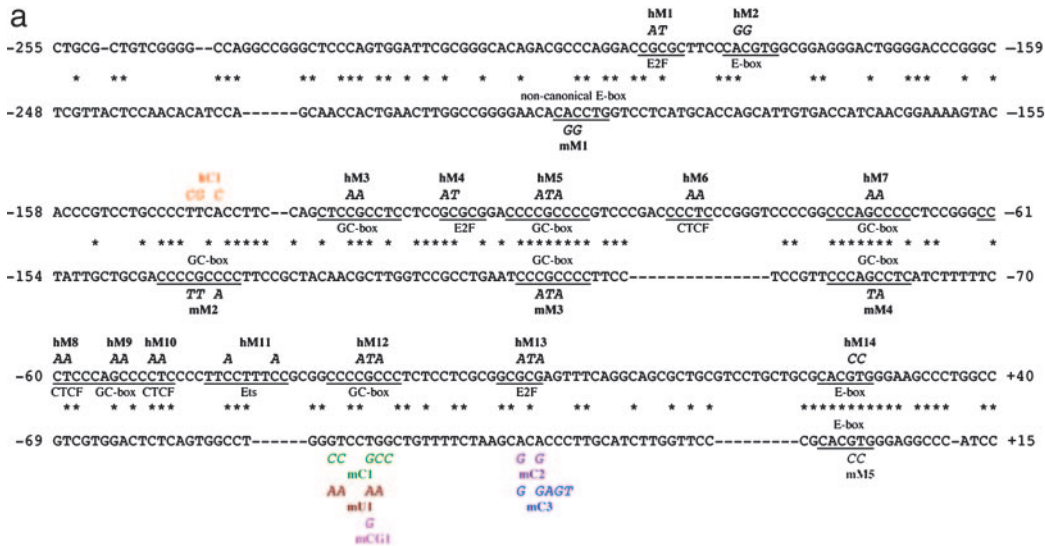 a
hM1 hM2
AT GG
-255 CTGCG-CTGTCGGGG--CCAGGCCGGGCTCCCAGTGGATTCGCGGGCACAGACGCCCAGGACCGCGCTTCCCACGTGGCGGAGGGACTGGGGACCCGGGC -159
E2F E-box
* ** *** ** *** ** * * * * ** ** ** * *** ** ** * * *
non-canonical E-box
-248 TCGTTACTCCAACACATCCA------GCAACCACTGAACTTGGCCGGGGAACACACCTGGTCCTCATGCACCAGCATTGTGACCATCAACGGAAAAGTAC -155
GG
mM1
hC1 hM3 hM4 hM5 hM6 hM7
CG C AA AT ATA AA AA
-158 ACCCGTCCTGCCCCTTCACCTTC--CAGCTCCGCCTCCTCCGCGCGGACCCCGCCCCGTCCCGACCCCTCCCGGGTCCCCGGCCCAGCCCCCTCCGGGCC -61
GC-box E2F GC-box CTCF GC-box
GC-box GC-box GC-box
-154 TATTGCTGCGACCCCGCCCCTTCCGCTACAACGCTTGGTCCGCCTGAATCCCGCCCCTTCC---------------TCCGTTCCCAGCCTCATCTTTTTC -70
TT A ATA TA
mM2 mM3 mM4
hM8 hM9 hM10 hM11 hM12 hM13 hM14
AA AA AA A A ATA ATA CC
-60 CTCCCAGCCCCCTCCCCTTCCTTTCCGCGGCCCCGCCCTCTCCTCGCGGCGCGAGTTTCAGGCAGCGCTGCGTCCTGCTGCGCACGTGGGAAGCCCTGGCC +40
CTCF GC-box CTCF Ets GC-box E2F E-box
E-box
-69 GTCGTGGACTCTCAGTGGCCT------GGGTCCTGGCTGTTTTCTAAGCACACCCTTGCATCTTGGTTCC-------CGCACGTGGGAGGCCC-ATCC +15
CC GCC G G CC
mC1 mC2 mM5
AA AA G GAGT
mU1 mC3
G
mCG1